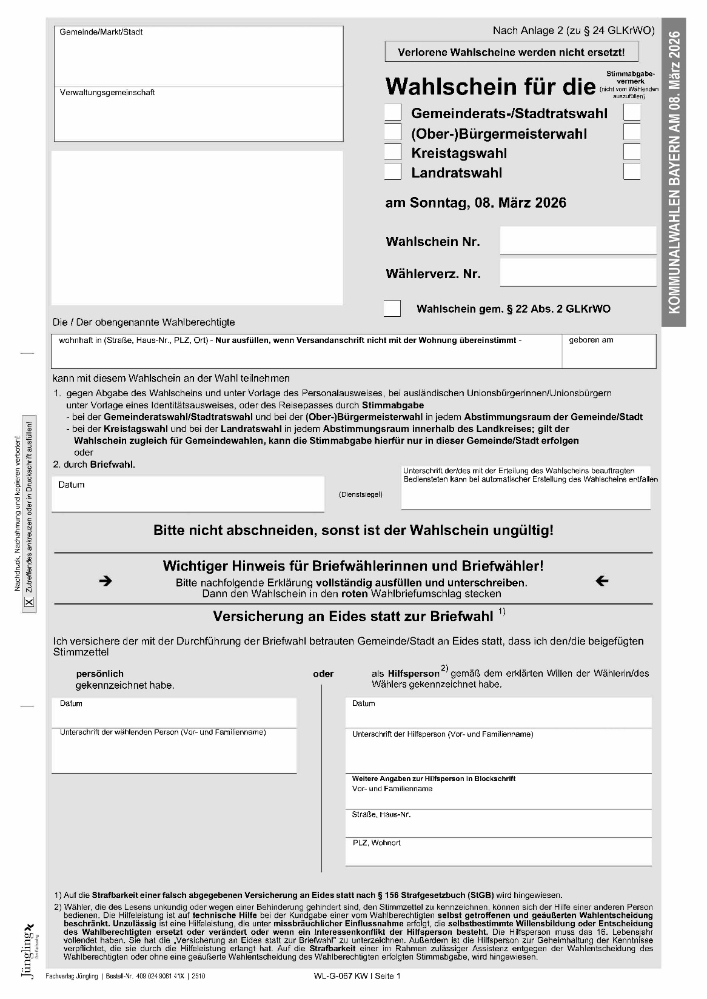 Gemeinde/Markt/Stadt
Verwaltungsgemeinschaft
Nach Anlage 2 (zu § 24 GLKrWO)
Verlorene Wahlscheine werden nicht ersetzt!
Wahlschein für die
Stimmabgabe-
vermerk
(nicht vom Wählenden
auszufüllen)
Gemeinderats-/Stadtratswahl
(Ober-)Bürgermeisterwahl
Kreistagswahl
Landratswahl
am Sonntag, 08. März 2026
Wahlschein Nr.
Wählerverz. Nr.
Wahlschein gem. § 22 Abs. 2 GLKrWO
KOMMUNALWAHLEN BAYERN AM 08. März 2026
Die / Der obengenannte Wahlberechtigte
wohnhaft in (Straße, Haus-Nr., PLZ, Ort) - Nur ausfüllen, wenn Versandanschrift nicht mit der Wohnung übereinstimmt -
geboren am
kann mit diesem Wahlschein an der Wahl teilnehmen
1. gegen Abgabe des Wahlscheins und unter Vorlage des Personalausweises, bei ausländischen Unionsbürgerinnen/Unionsbürgern
unter Vorlage eines Identitätsausweises, oder des Reisepasses durch Stimmabgabe
- bei der Gemeinderatswahl/Stadtratswahl und bei der (Ober-)Bürgermeisterwahl in jedem Abstimmungsraum der Gemeinde/Stadt
- bei der Kreistagswahl und bei der Landratswahl in jedem Abstimmungsraum innerhalb des Landkreises; gilt der
Wahlschein zugleich für Gemeindewahlen, kann die Stimmabgabe hierfür nur in dieser Gemeinde/Stadt erfolgen
oder
2. durch Briefwahl.
Datum
(Dienstsiegel)
Unterschrift der/des mit der Erteilung des Wahlscheins beauftragten
Bediensteten kann bei automatischer Erstellung des Wahlscheins entfallen
Bitte nicht abschneiden, sonst ist der Wahlschein ungültig!
Wichtiger Hinweis für Briefwählerinnen und Briefwähler!
➔ Bitte nachfolgende Erklärung vollständig ausfüllen und unterschreiben. ←
Dann den Wahlschein in den roten Wahlbriefumschlag stecken
Versicherung an Eides statt zur Briefwahl 1)
Ich versichere der mit der Durchführung der Briefwahl betrauten Gemeinde/Stadt an Eides statt, dass ich den/die beigefügten
Stimmzettel
persönlich
gekennzeichnet habe.
oder
als Hilfsperson 2) gemäß dem erklärten Willen der Wählerin/des
Wählers gekennzeichnet habe.
Datum
Unterschrift der wählenden Person (Vor- und Familienname)
Datum
Unterschrift der Hilfsperson (Vor- und Familienname)
Weitere Angaben zur Hilfsperson in Blockschrift
Vor- und Familienname
Straße, Haus-Nr.
PLZ, Wohnort
1) Auf die Strafbarkeit einer falsch abgegebenen Versicherung an Eides statt nach § 156 Strafgesetzbuch (StGB) wird hingewiesen.
2) Wähler, die des Lesens unkundig oder wegen einer Behinderung gehindert sind, den Stimmzettel zu kennzeichnen, können sich der Hilfe einer anderen Person
bedienen. Die Hilfeleistung ist auf technische Hilfe bei der Kundgabe einer vom Wahlberechtigten selbst getroffenen und geäußerten Wahlentscheidung
beschränkt. Unzulässig ist eine Hilfeleistung, die unter missbräuchlicher Einflussnahme erfolgt, die selbstbestimmte Willensbildung oder Entscheidung
des Wahlberechtigten ersetzt oder verändert oder wenn ein Interessenkonflikt der Hilfsperson besteht. Die Hilfsperson muss das 16. Lebensjahr
vollendet haben. Sie hat die „Versicherung an Eides statt zur Briefwahl" zu unterzeichnen. Außerdem ist die Hilfsperson zur Geheimhaltung der Kenntnisse
verpflichtet, die sie durch die Hilfeleistung erlangt hat. Auf die Strafbarkeit einer im Rahmen zulässiger Assistenz entgegen der Wahlentscheidung des
Wahlberechtigten oder ohne eine geäußerte Wahlentscheidung des Wahlberechtigten erfolgten Stimmabgabe, wird hingewiesen.
Nachdruck, Nachahmung und kopieren verboten!
X Zutreffendes ankreuzen oder in Druckschrift ausfüllen!
Jüngling
Der Fachverlag
Fachverlag Jüngling | Bestell-Nr. 409 024 9081 41X | 2510
WL-G-067 KW I Seite 1